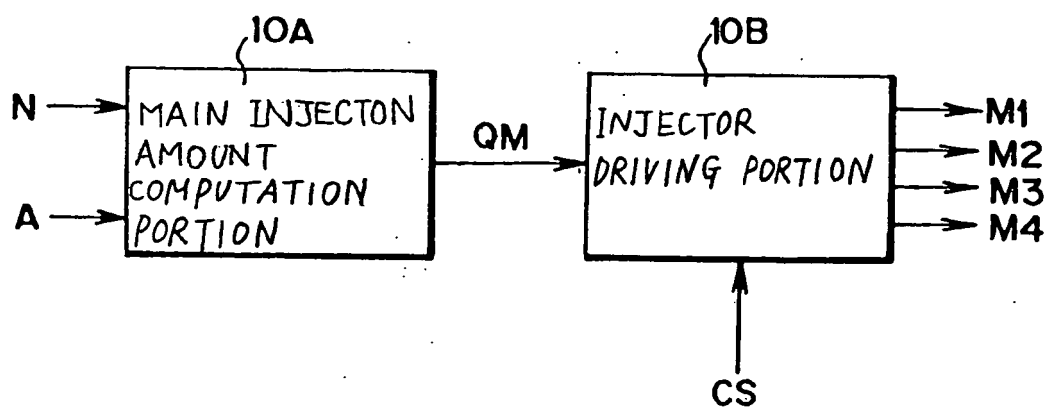 10A
10B
N
A
MAIN INJECTON
AMOUNT
COMPUTATION
PORTION
QM
INJECTOR
DRIVING PORTION
M1
M2
M3
M4
CS